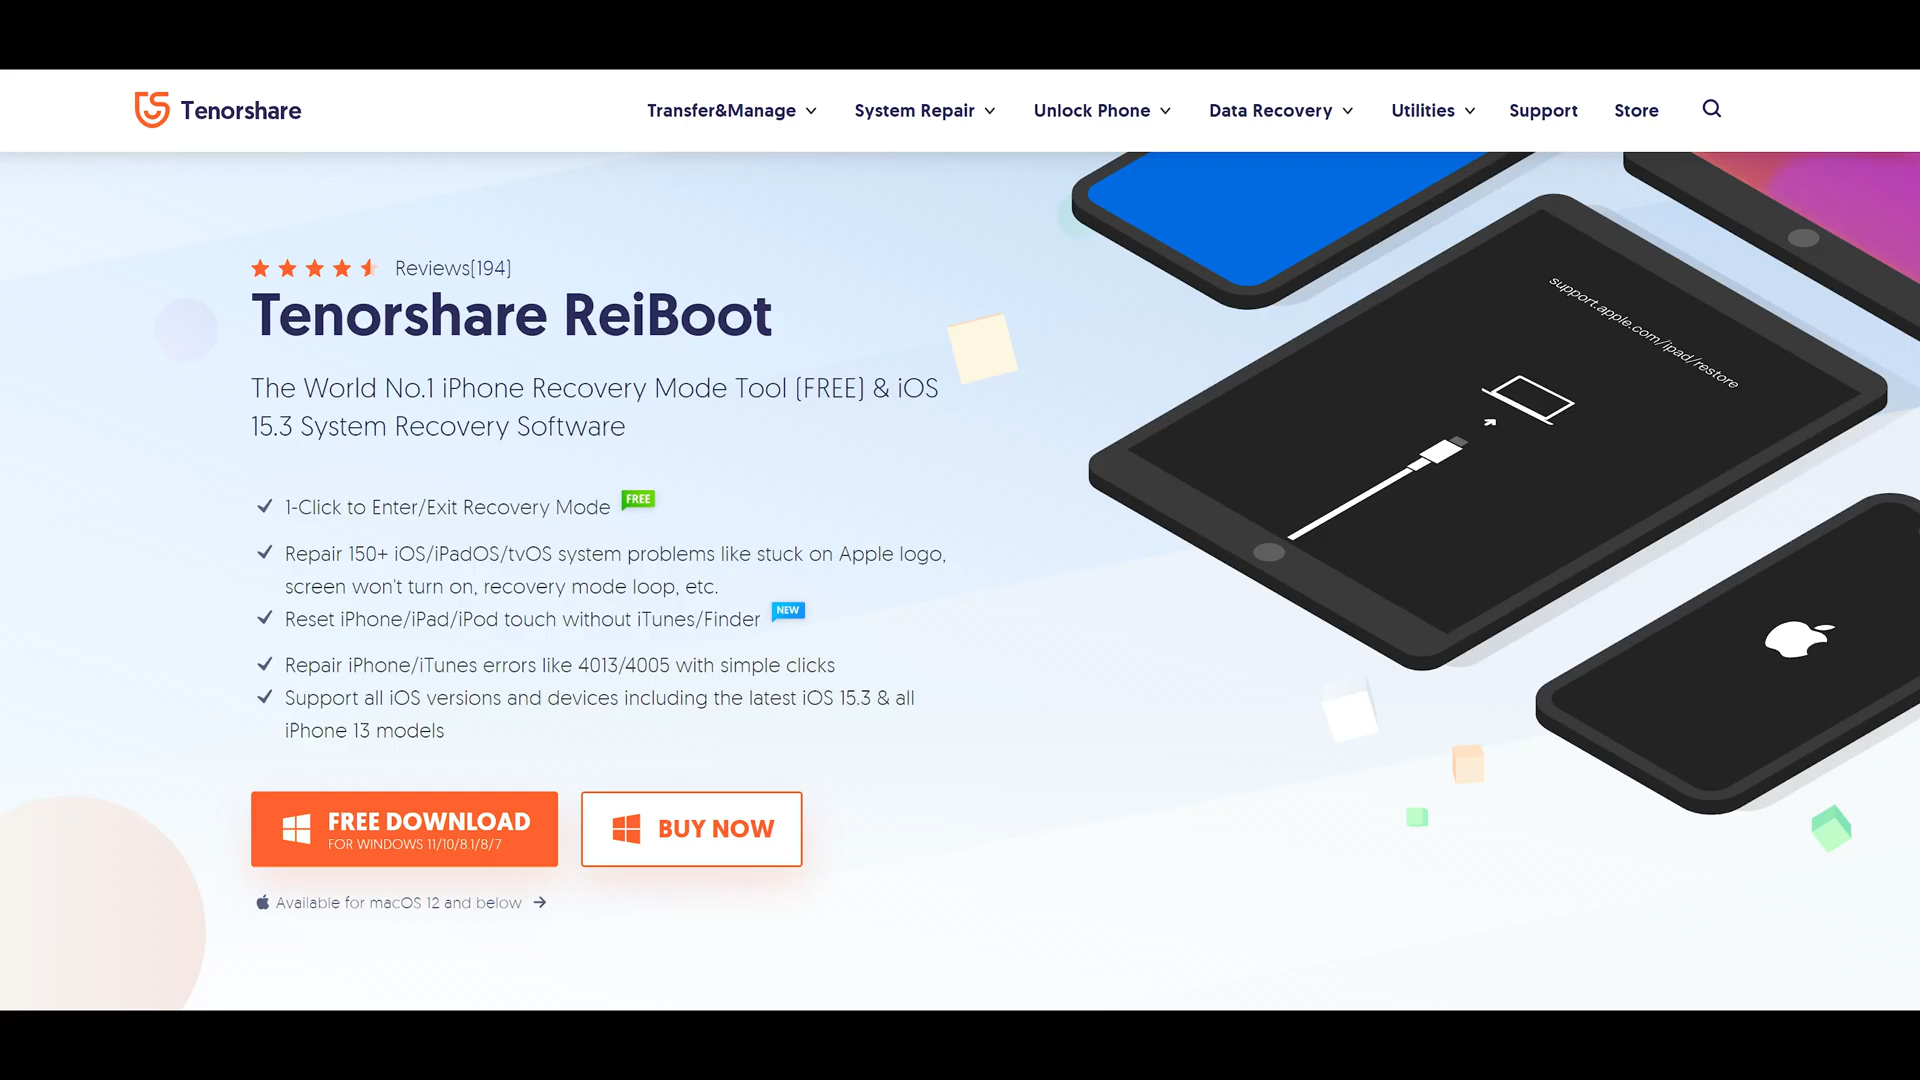 Tenorshare
Transfer&Manage
System Repair
Unlock Phone
Data Recovery
Utilities
Support
Store
Reviews(194)
Tenorshare ReiBoot
The World No.1 iPhone Recovery Mode Tool (FREE) & iOS
15.3 System Recovery Software
1-Click to Enter/Exit Recovery Mode FREE
Repair 150+ iOS/iPadOS/tvOS system problems like stuck on Apple logo,
screen won't turn on, recovery mode loop, etc.
Reset iPhone/iPad/iPod touch without iTunes/Finder NEW
Repair iPhone/iTunes errors like 4013/4005 with simple clicks
Support all iOS versions and devices including the latest iOS 15.3 & all
iPhone 13 models
FREE DOWNLOAD
FOR WINDOWS 11/10/8.1/8/7
BUY NOW
Available for macOS 12 and below
support.apple.com/ipad/restore